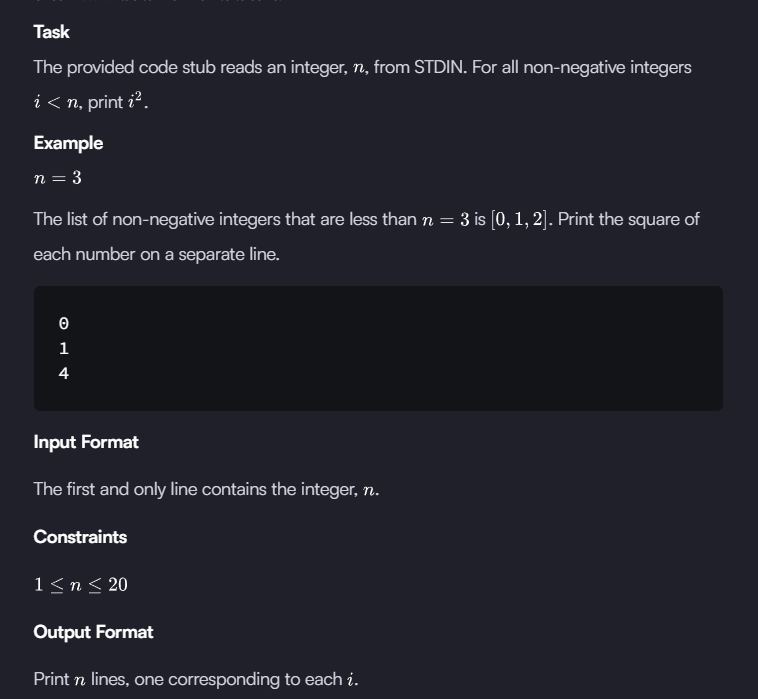 Task
The provided code stub reads an integer, n, from STDIN. For all non-negative integers
i < n, print i².
Example
n = 3
The list of non-negative integers that are less than n = 3 is [0, 1, 2]. Print the square of
each number on a separate line.
0
1
4
Input Format
The first and only line contains the integer, n.
Constraints
1 ≤ n ≤ 20
Output Format
Print n lines, one corresponding to each i.